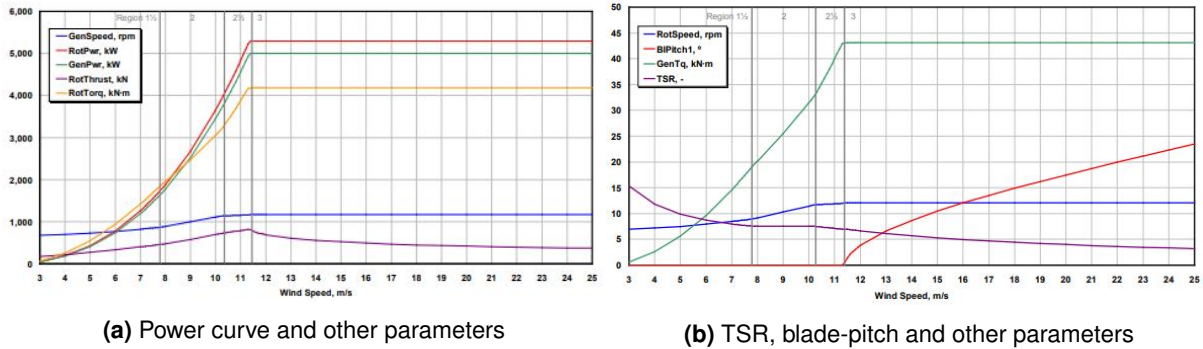 6,000
5,000
4,000
3,000
2,000
1,000
0
Region 1½ 2 2½ 3
GenSpeed, rpm
RotPwr, kW
GenPwr, kW
RotThrust, kN
RotTorq, kN·m
3 4 5 6 7 8 9 10 11 12 13 14 15 16 17 18 19 20 21 22 23 24 25
Wind Speed, m/s
(a) Power curve and other parameters
50
45
40
35
30
25
20
15
10
5
0
Region 1½ 2 2½ 3
RotSpeed, rpm
BlPitch1, º
GenTq, kN·m
TSR, -
3 4 5 6 7 8 9 10 11 12 13 14 15 16 17 18 19 20 21 22 23 24 25
Wind Speed, m/s
(b) TSR, blade-pitch and other parameters